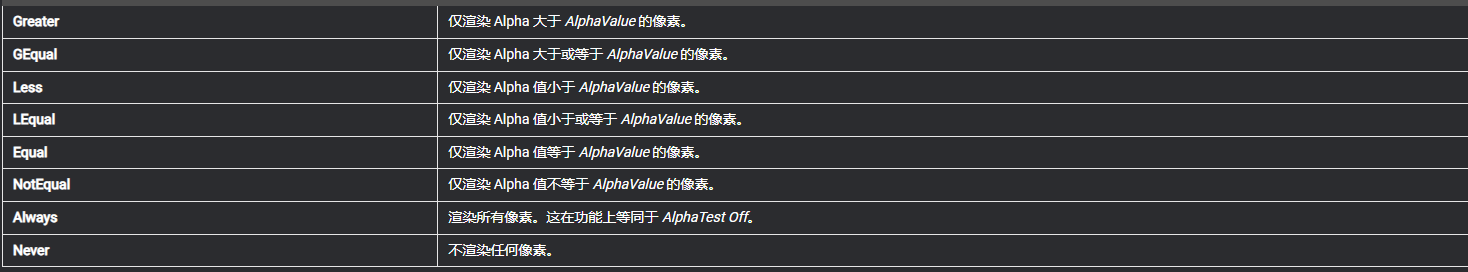 Greater 仅渲染 Alpha 大于 AlphaValue 的像素。
GEqual 仅渲染 Alpha 大于或等于 AlphaValue 的像素。
Less 仅渲染 Alpha 值小于 AlphaValue 的像素。
LEqual 仅渲染 Alpha 值小于或等于 AlphaValue 的像素。
Equal 仅渲染 Alpha 值等于 AlphaValue 的像素。
NotEqual 仅渲染 Alpha 值不等于 AlphaValue 的像素。
Always 渲染所有像素。这在功能上等同于 AlphaTest Off。
Never 不渲染任何像素。